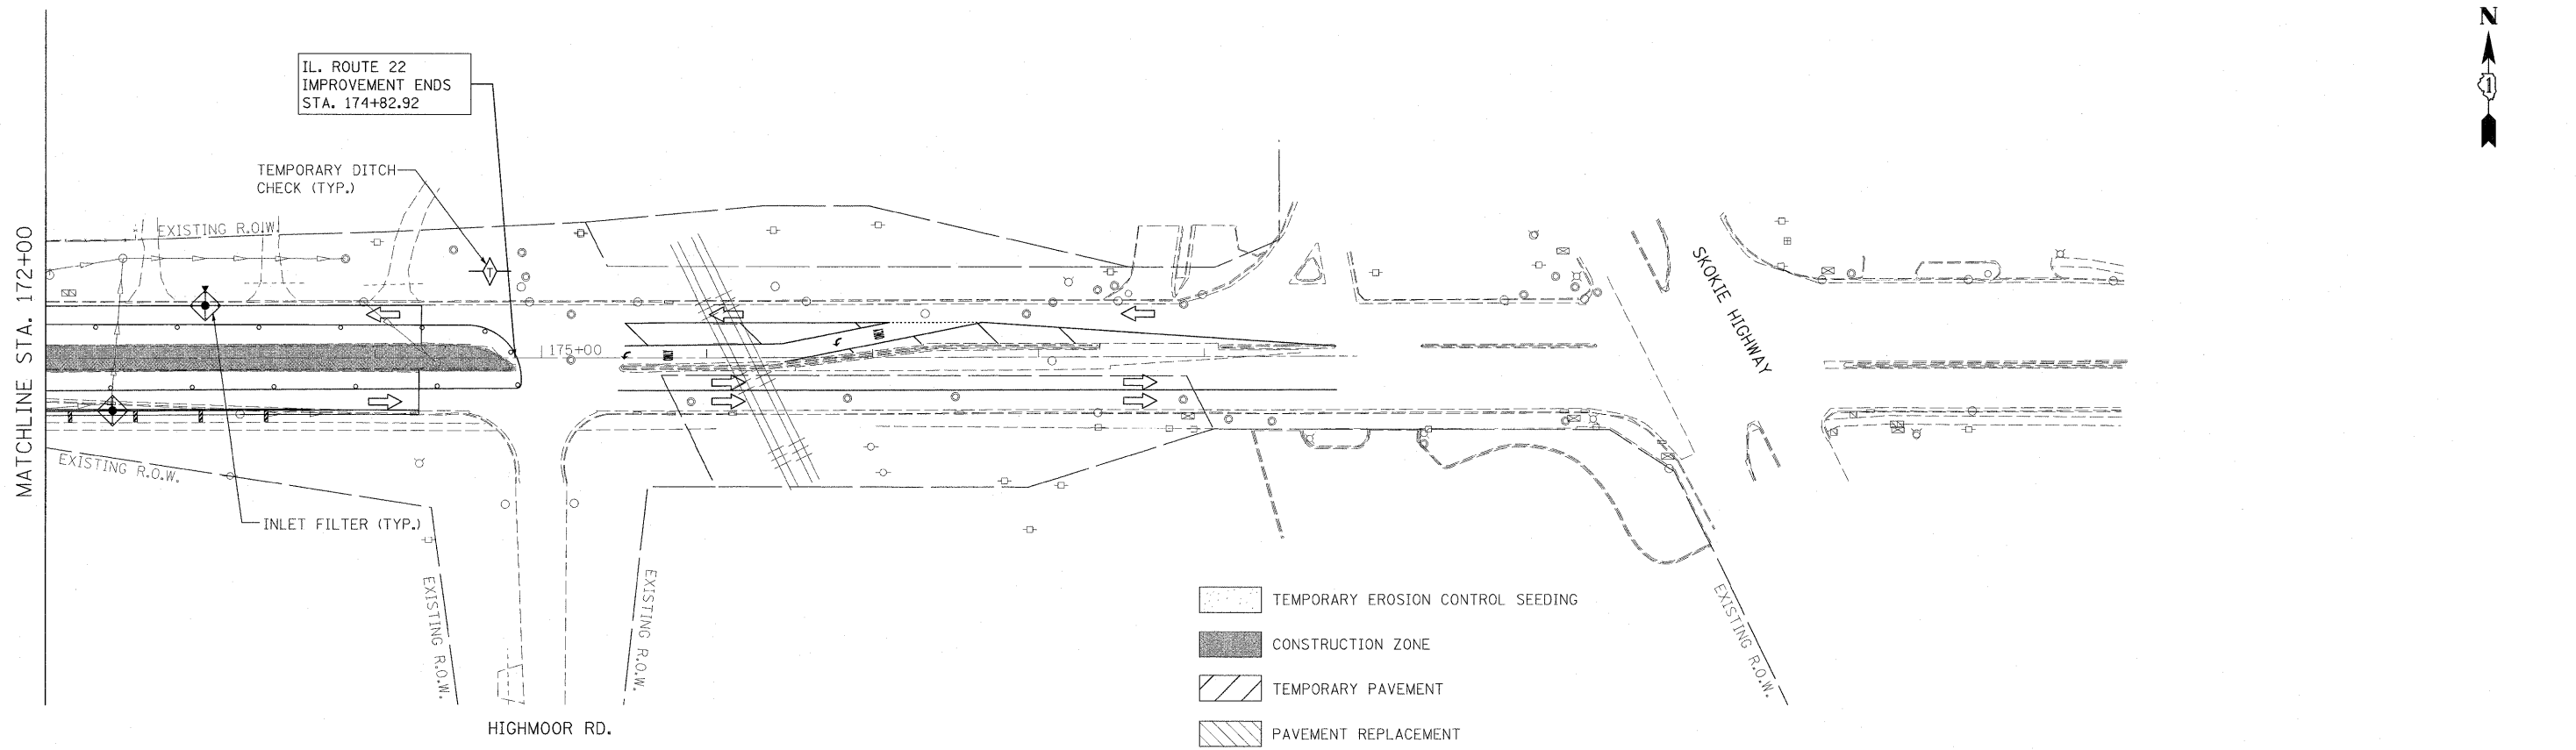 N
1
IL. ROUTE 22
IMPROVEMENT ENDS
STA. 174+82.92
TEMPORARY DITCH
CHECK (TYP.)
MATCHLINE STA. 172+00
EXISTING R.O.W.
T
175+00
SKOKIE HIGHWAY
EXISTING R.O.W.
INLET FILTER (TYP.)
EXISTING R.O.W.
EXISTING R.O.W.
EXISTING R.O.W.
HIGHMOOR RD.
TEMPORARY EROSION CONTROL SEEDING
CONSTRUCTION ZONE
TEMPORARY PAVEMENT
PAVEMENT REPLACEMENT